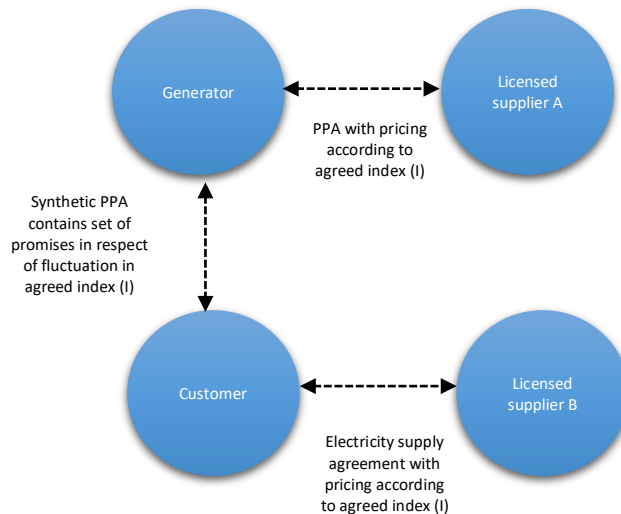 Generator
Licensed
supplier A
PPA with pricing
according to
agreed index (I)
Synthetic PPA
contains set of
promises in respect
of fluctuation in
agreed index (I)
Customer
Licensed
supplier B
Electricity supply
agreement with
pricing according
to agreed index (I)